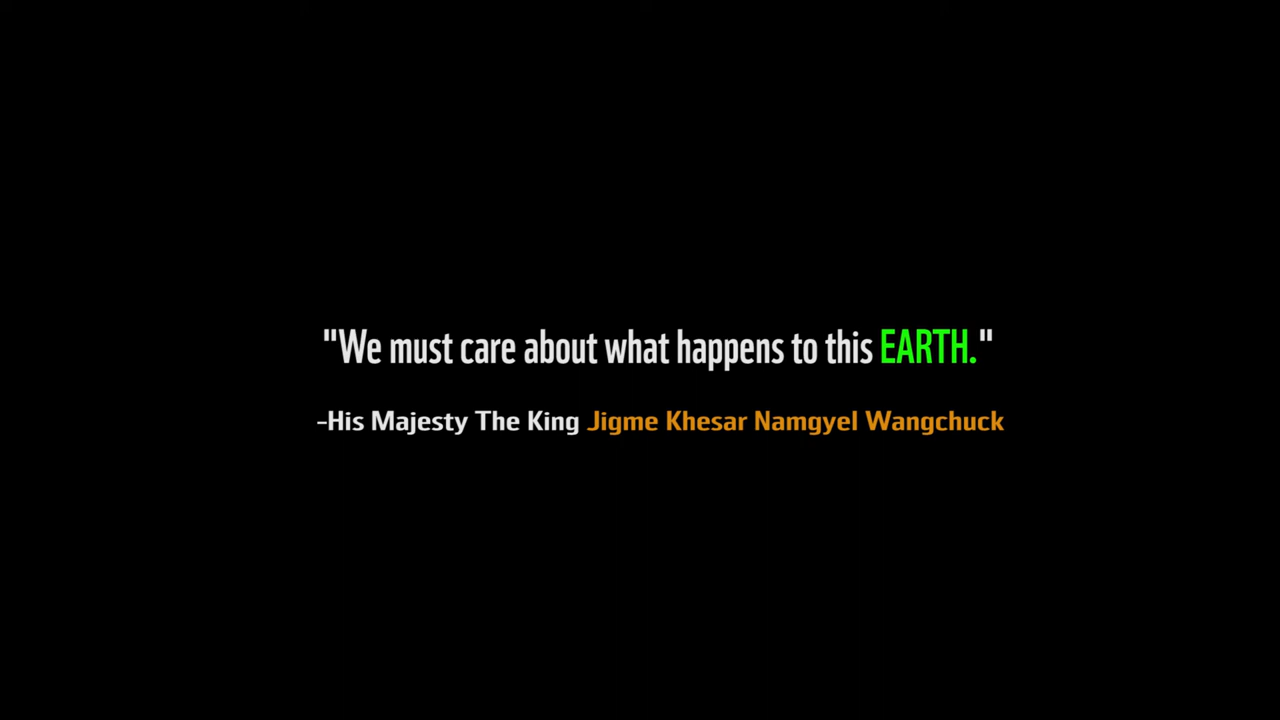 "We must care about what happens to this EARTH."
-His Majesty The King Jigme Khesar Namgyel Wangchuck